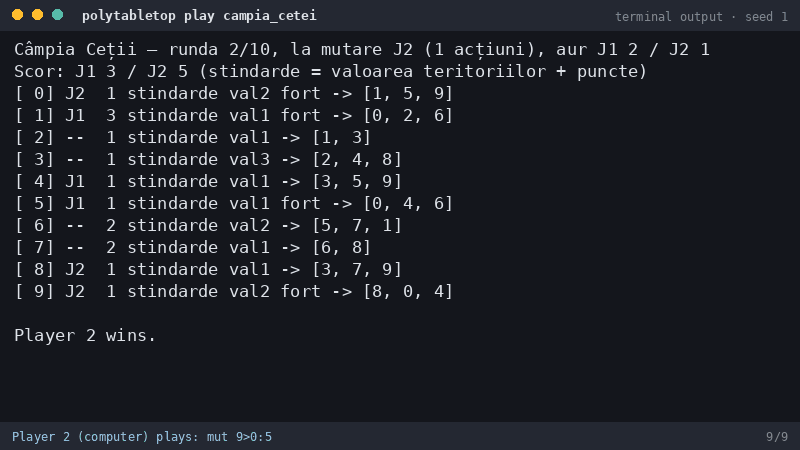 polytabletop play campia_cetei
terminal output · seed 1
Câmpia Ceții — runda 2/10, la mutare J2 (1 acțiuni), aur J1 2 / J2 1
Scor: J1 3 / J2 5 (stindarde = valoarea teritoriilor + puncte)
[ 0] J2  1 stindarde val2 fort -> [1, 5, 9]
[ 1] J1  3 stindarde val1 fort -> [0, 2, 6]
[ 2] --  1 stindarde val1 -> [1, 3]
[ 3] --  1 stindarde val3 -> [2, 4, 8]
[ 4] J1  1 stindarde val1 -> [3, 5, 9]
[ 5] J1  1 stindarde val1 fort -> [0, 4, 6]
[ 6] --  2 stindarde val2 -> [5, 7, 1]
[ 7] --  2 stindarde val1 -> [6, 8]
[ 8] J2  1 stindarde val1 -> [3, 7, 9]
[ 9] J2  1 stindarde val2 fort -> [8, 0, 4]
Player 2 wins.
Player 2 (computer) plays: mut 9>0:5
9/9